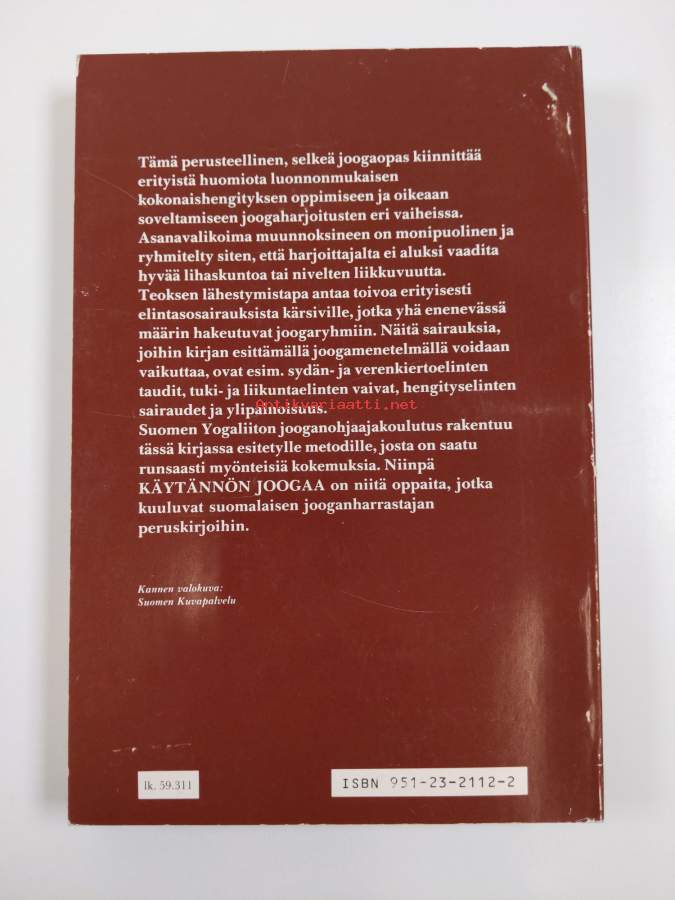 Tämä perusteellinen, selkeä joogaopas kiinnittää
erityistä huomiota luonnonmukaisen
kokonaishengityksen oppimiseen ja oikeaan
soveltamiseen joogaharjoitusten eri vaiheissa.
Asanavalikoima muunnoksineen on monipuolinen ja
ryhmitelty siten, että harjoittajalta ei aluksi vaadita
hyvää lihaskuntoa tai nivelten liikkuvuutta.
Teoksen lähestymistapa antaa toivoa erityisesti
elintasosairauksista kärsiville, jotka yhä enenevässä
määrin hakeutuvat joogaryhmiin. Näitä sairauksia,
joihin kirjan esittämällä joogamenetelmällä voidaan
vaikuttaa, ovat esim. sydän- ja verenkiertoelinten
taudit, tuki- ja liikuntaelinten vaivat, hengityselinten
sairaudet ja ylipainoisuus.
Antikvariaatti.net
Suomen Yogaliiton jooganohjaajakoulutus rakentuu
tässä kirjassa esitetylle metodille, josta on saatu
runsaasti myönteisiä kokemuksia. Niinpä
KÄYTÄNNÖN JOOGAA on niitä oppaita, jotka
kuuluvat suomalaisen jooganharrastajan
peruskirjoihin.
Kannen valokuva:
Suomen Kuvapalvelu
lk. 59.311
ISBN 951-23-2112-2